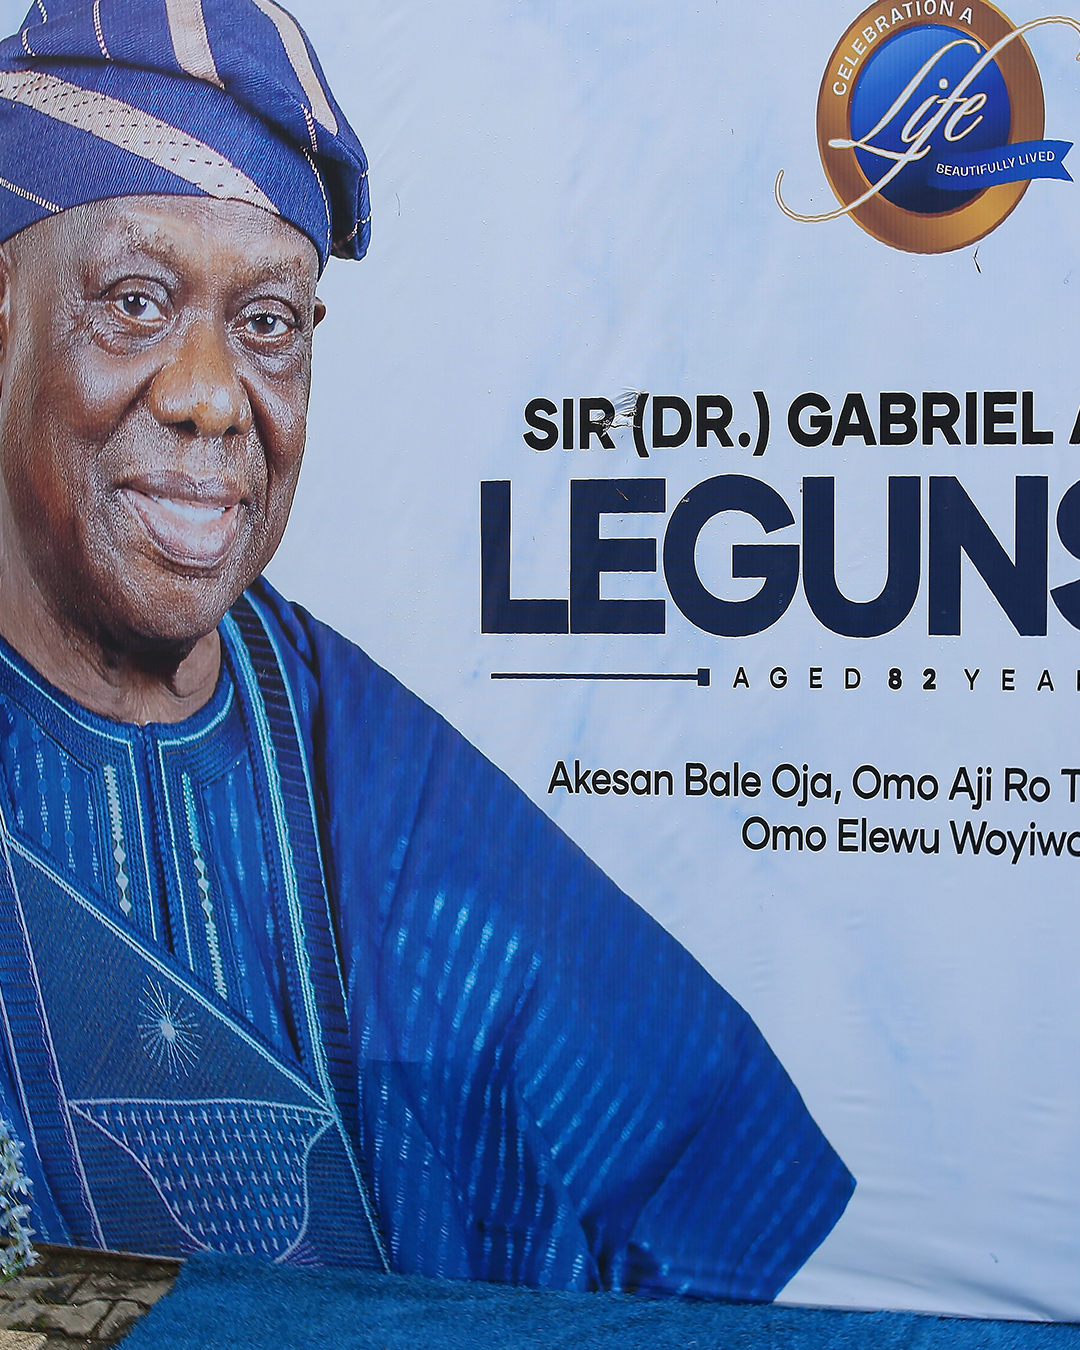 CELEBRATION A
Life
BEAUTIFULLY LIVED
SIR (DR.) GABRIEL
LEGUNS
AGED 82 YEA
Akesan Bale Oja, Omo Aji Ro T
Omo Elewu Woyiwo